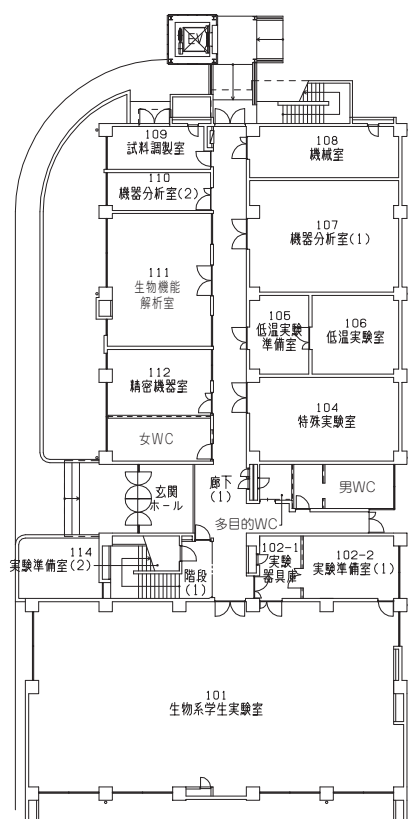 EV
109
試料調製室
108
機械室
110
機器分析室(2)
107
機器分析室(1)
111
生物機能
解析室
105
低温実験
準備室
106
低温実験室
112
精密機器室
104
特殊実験室
女WC
廊下
(1)
男WC
玄関
ホール
多目的WC
114
実験準備室(2)
階段
(1)
102-1
実験
器具庫
102-2
実験準備室(1)
101
生物系学生実験室